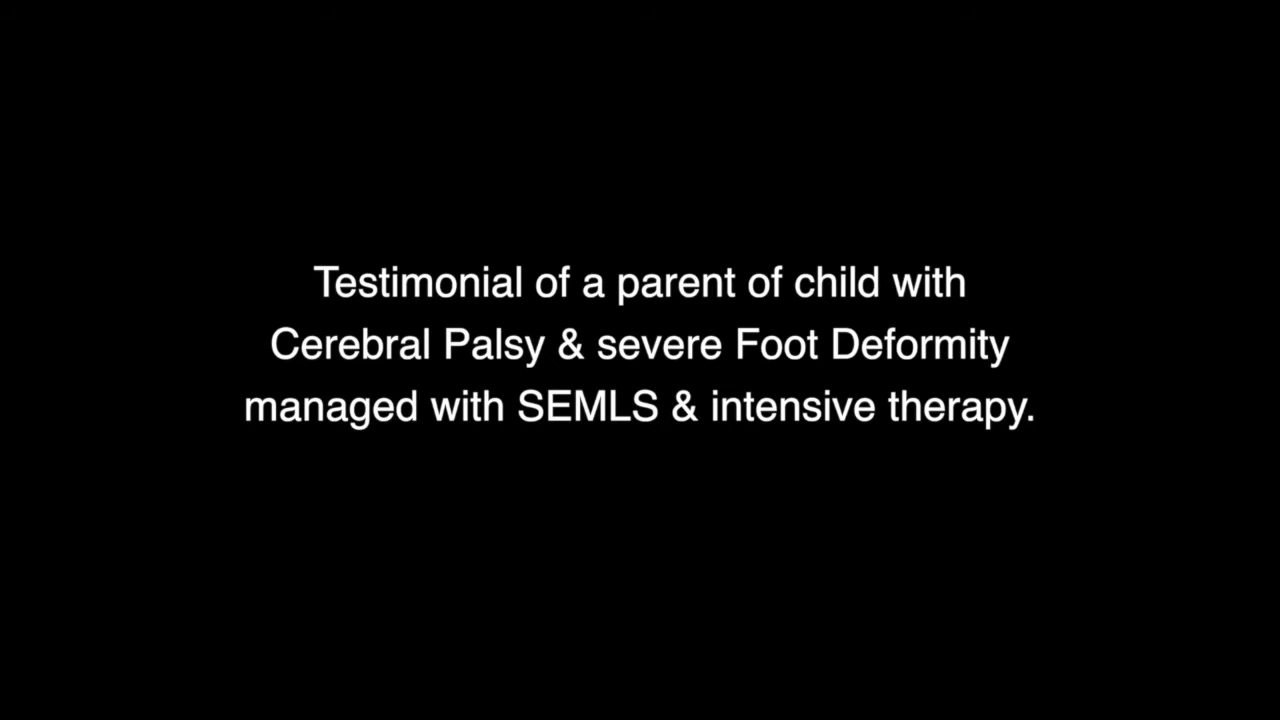 Testimonial of a parent of child with
Cerebral Palsy & severe Foot Deformity
managed with SEMLS & intensive therapy.